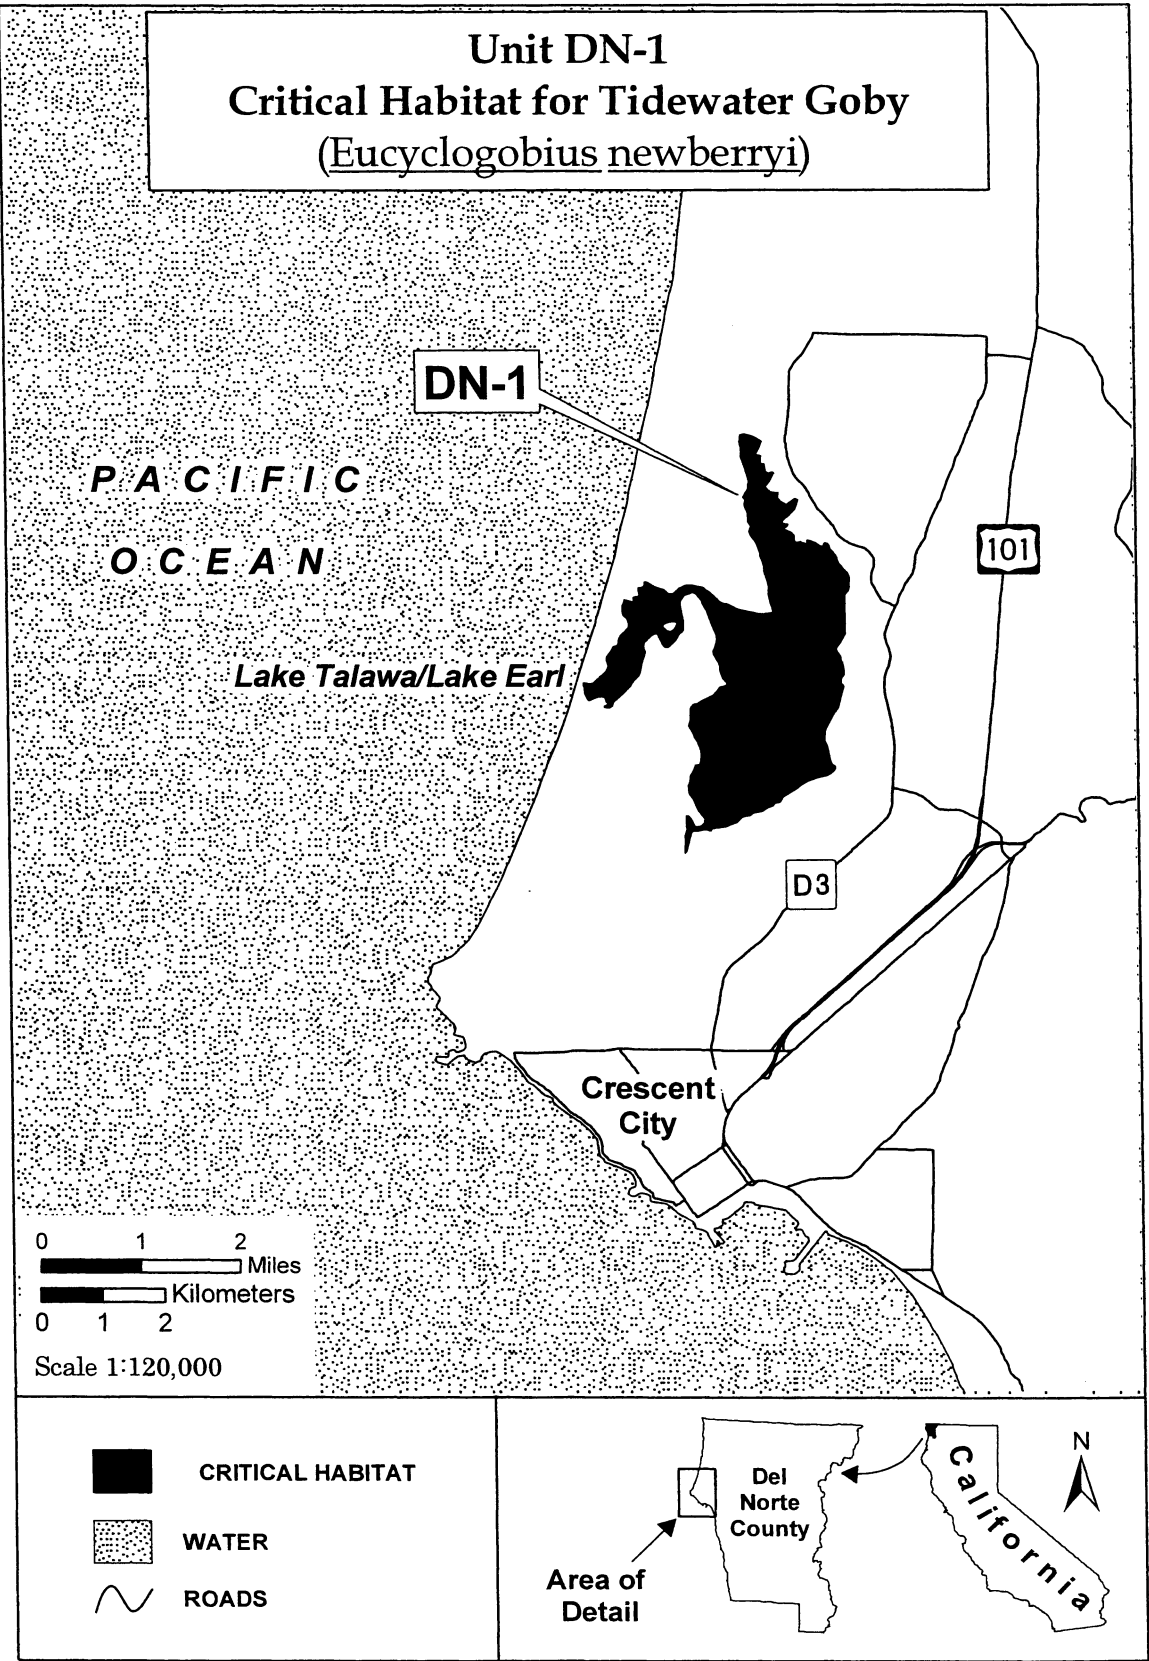 Unit DN-1
Critical Habitat for Tidewater Goby
(Eucyclogobius newberryi)
DN-1
PACIFIC
OCEAN
101
Lake Talawa/Lake Earl
D3
Crescent
City
0 1 2
Miles
Kilometers
0 1 2
Scale 1:120,000
CRITICAL HABITAT
WATER
ROADS
Del
Norte
County
Area of
Detail
California
N